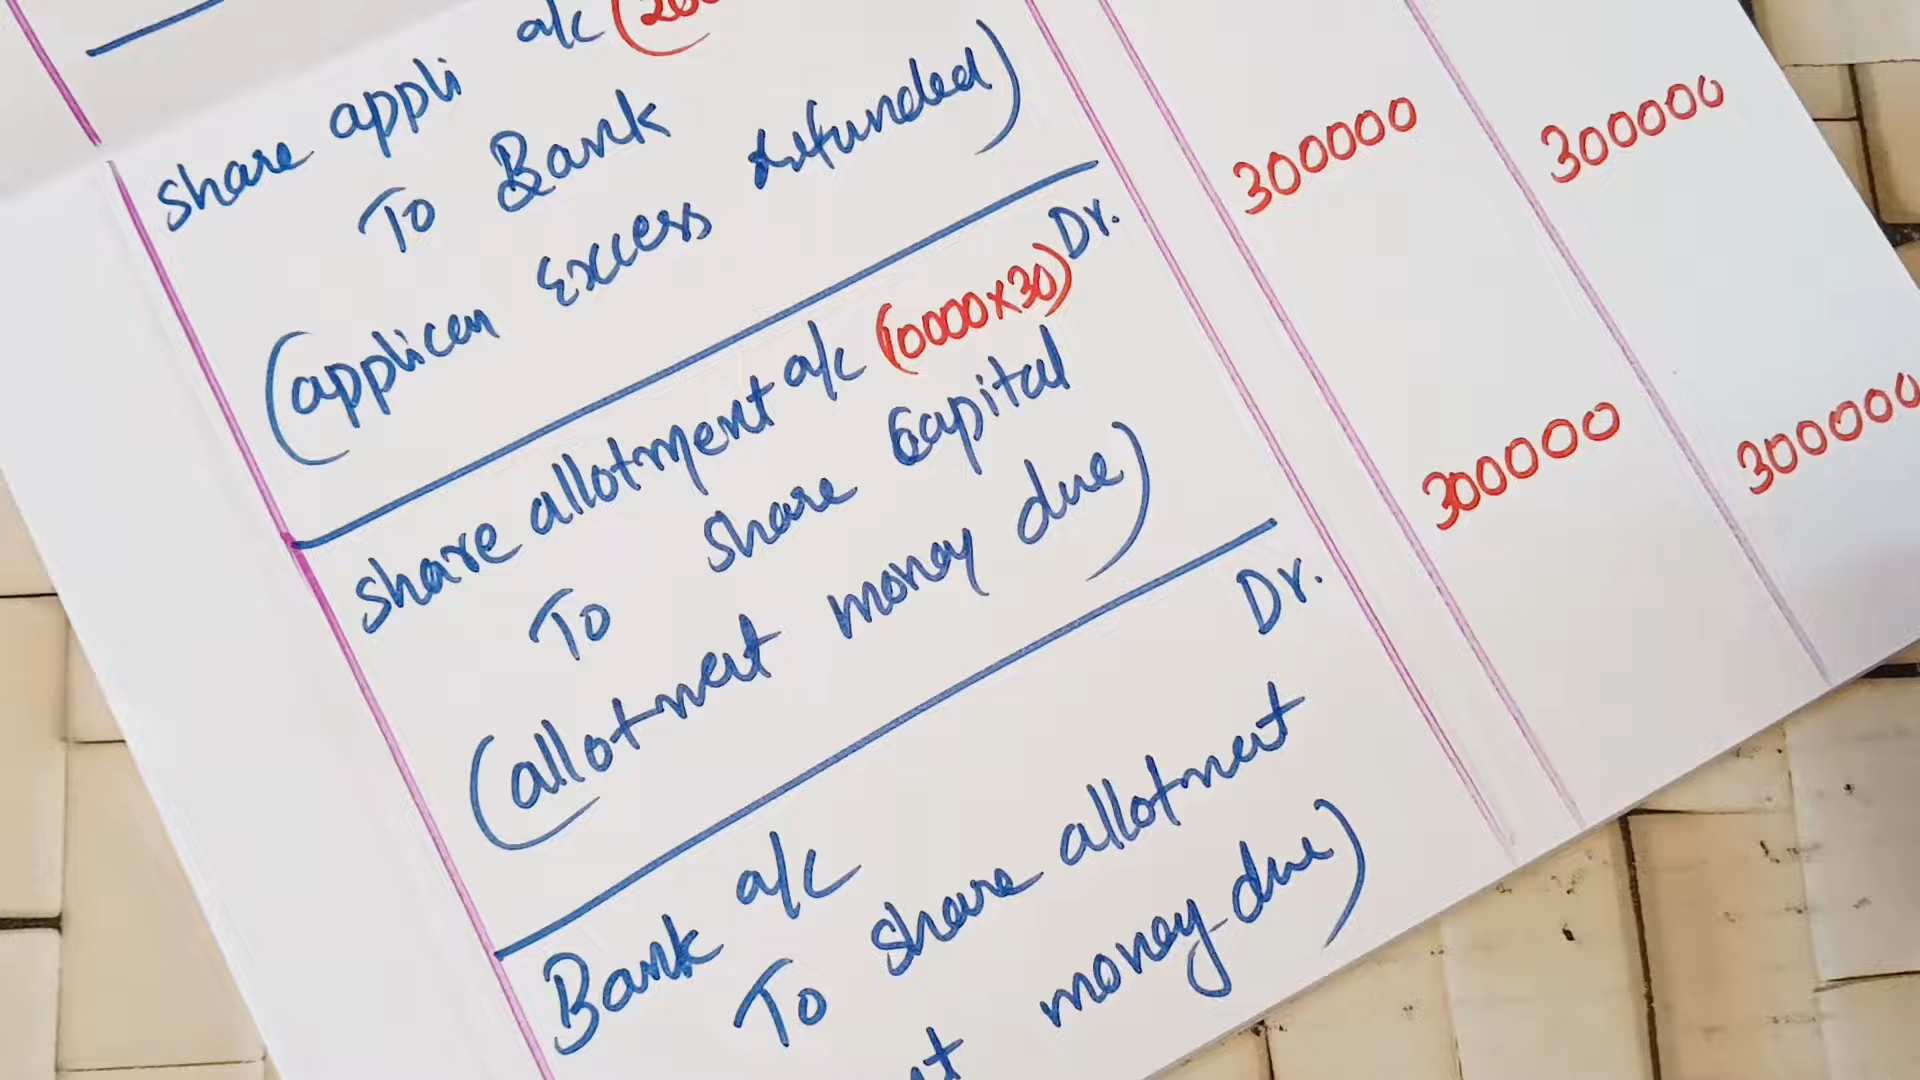 share appli a/c
To Bank
(applicen Excess refunded)
share allotment a/c (10000x30) Dr.
To share Capital
(allotment money due)
300000 300000
Bank a/c Dr.
To share allotment
money due)
300000 300000